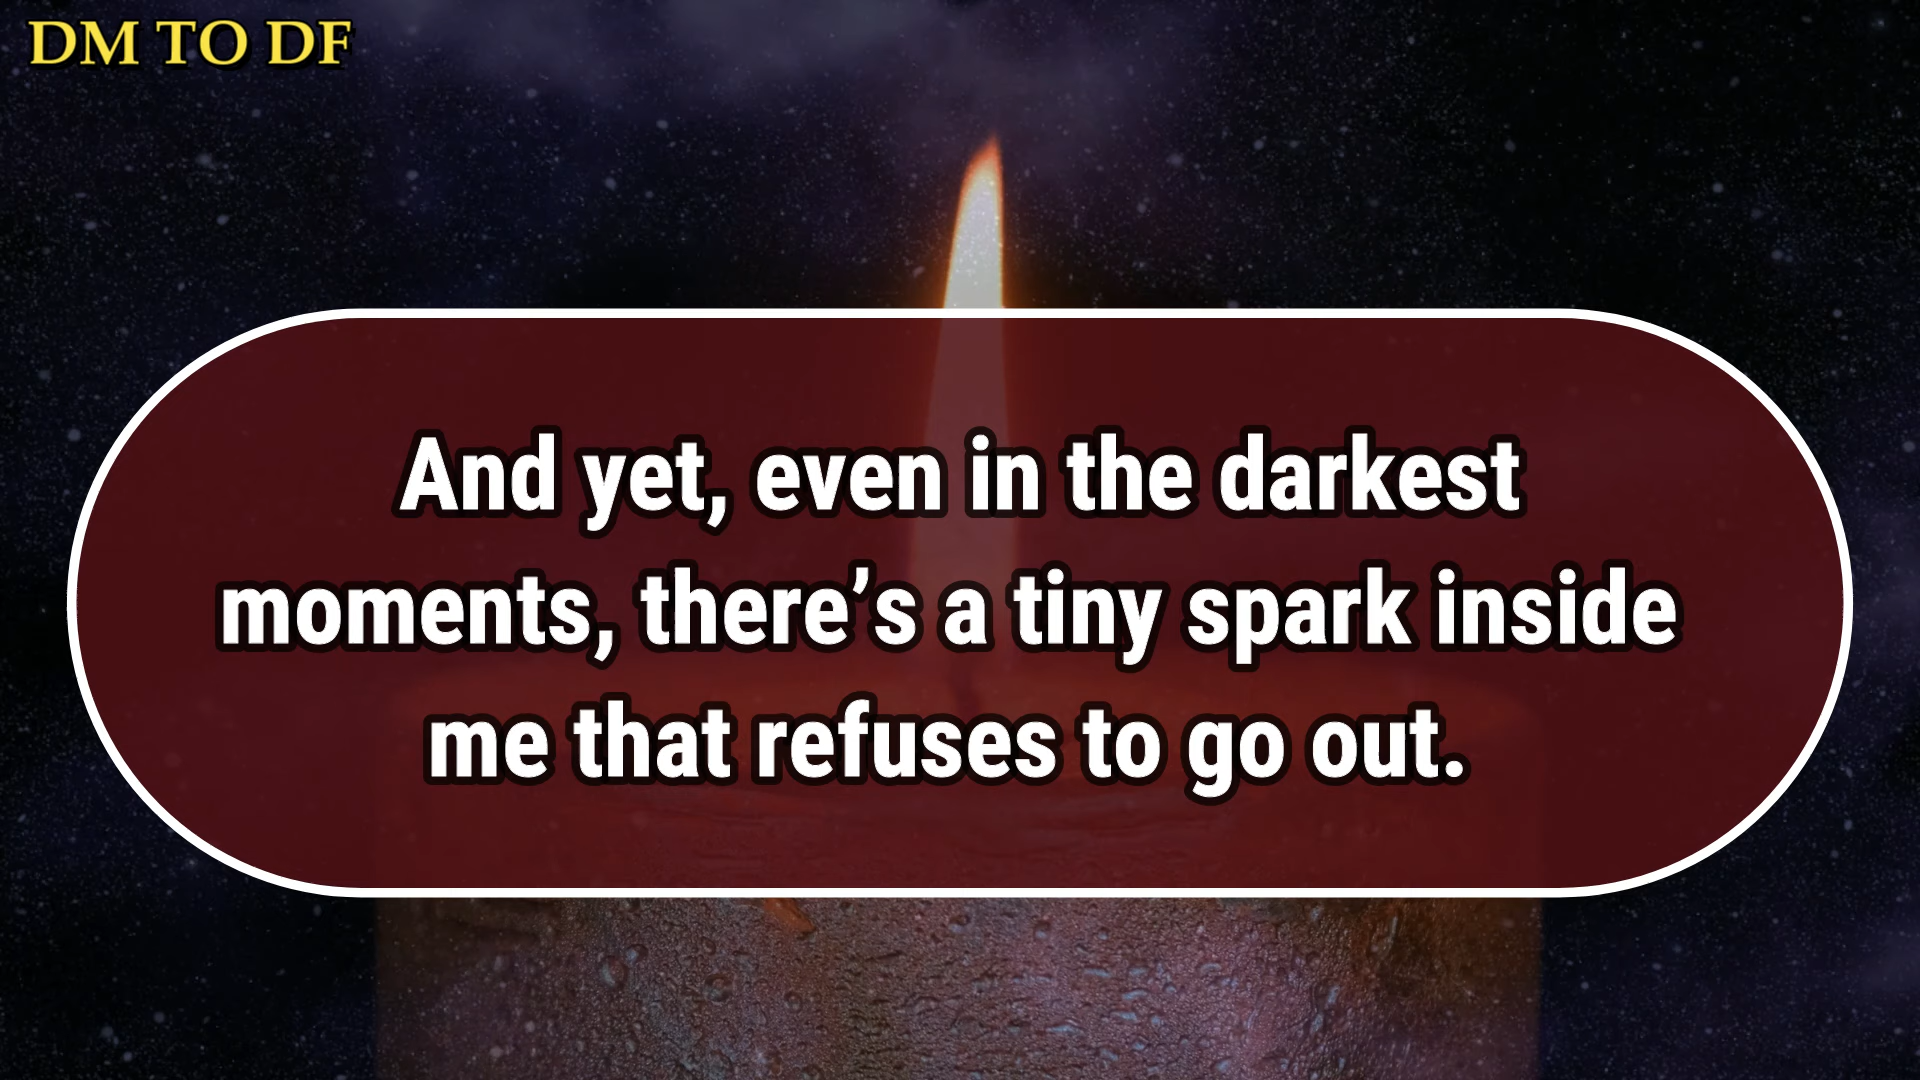 DM TO DF
And yet, even in the darkest
moments, there’s a tiny spark inside
me that refuses to go out.